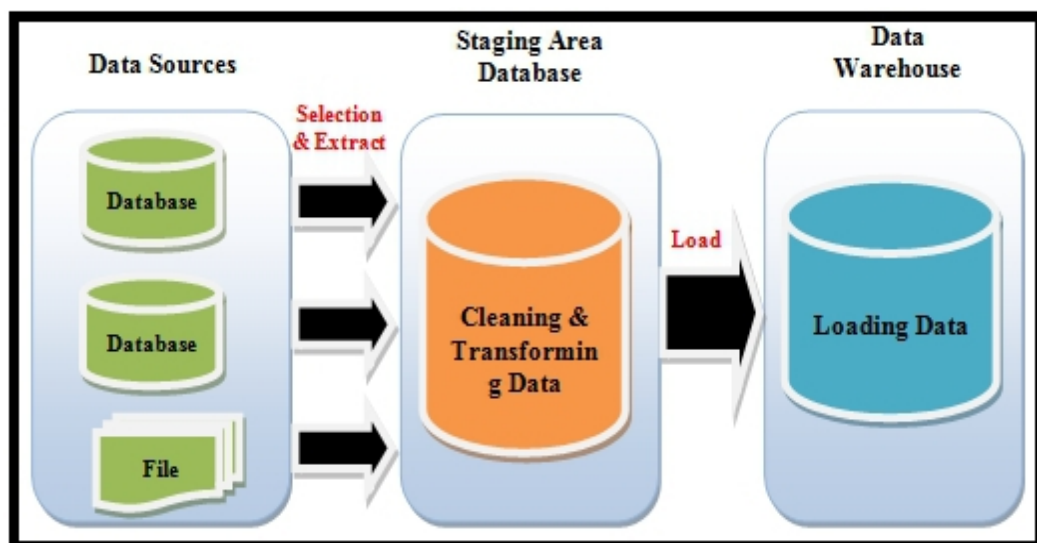 Data Sources
Selection
& Extract
Staging Area
Database
Load
Data
Warehouse
Database
Database
File
Cleaning &
Transformin
g Data
Loading Data